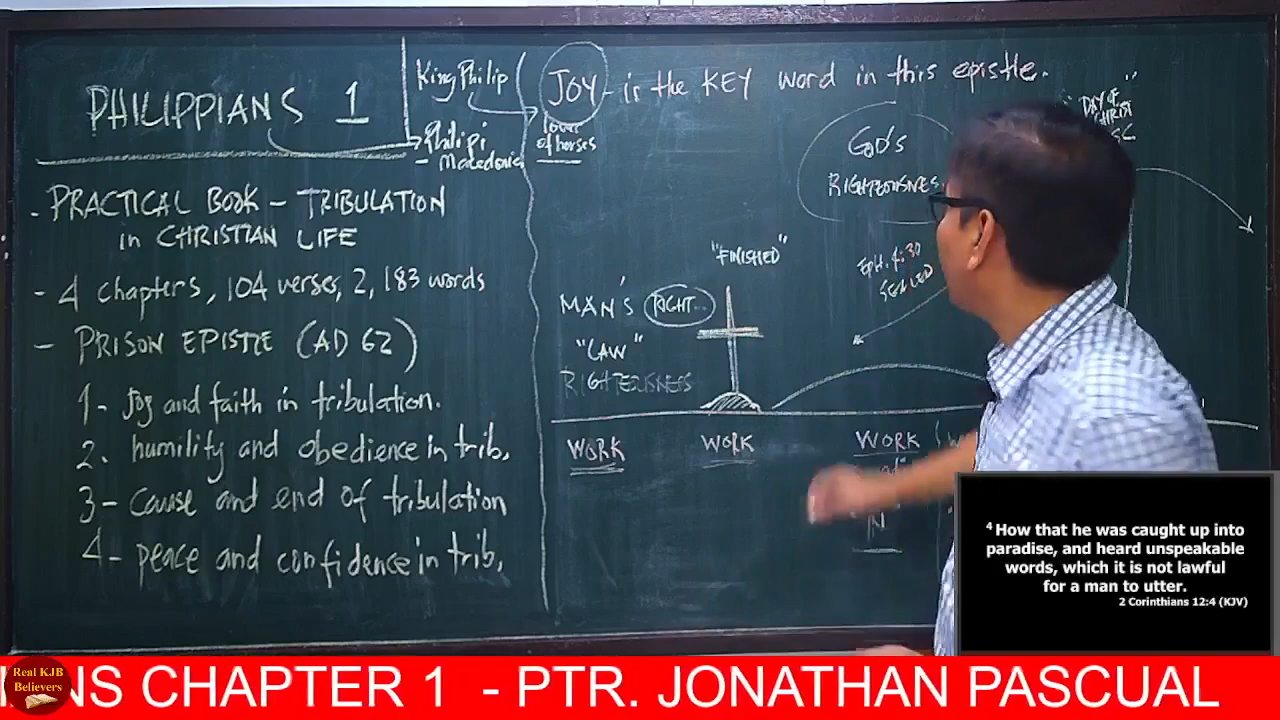 PHILIPPIANS 1
King Philip
Philipi
- Macedonia
lover
of horses
JOY - is the KEY word in this epistle.
- PRACTICAL BOOK - TRIBULATION
in CHRISTIAN LIFE
- 4 chapters, 104 verses, 2,183 words
- PRISON EPISTLE (AD 62)
1 - Joy and faith in tribulation.
2. humility and obedience in trib.
3 - cause and end of tribulation
4 - peace and confidence in trib.
GOD'S
RIGHTEOUSNES
DAY of
CHRIST
"FINISHED"
Eph. 4:30
SEALED
MAN'S RIGHT...
"LAW"
RIGHTEOUSNES
WORK
WORK
WORK
4 How that he was caught up into
paradise, and heard unspeakable
words, which it is not lawful
for a man to utter.
2 Corinthians 12:4 (KJV)
Real KJB
Believers
NS CHAPTER 1 - PTR. JONATHAN PASCUAL